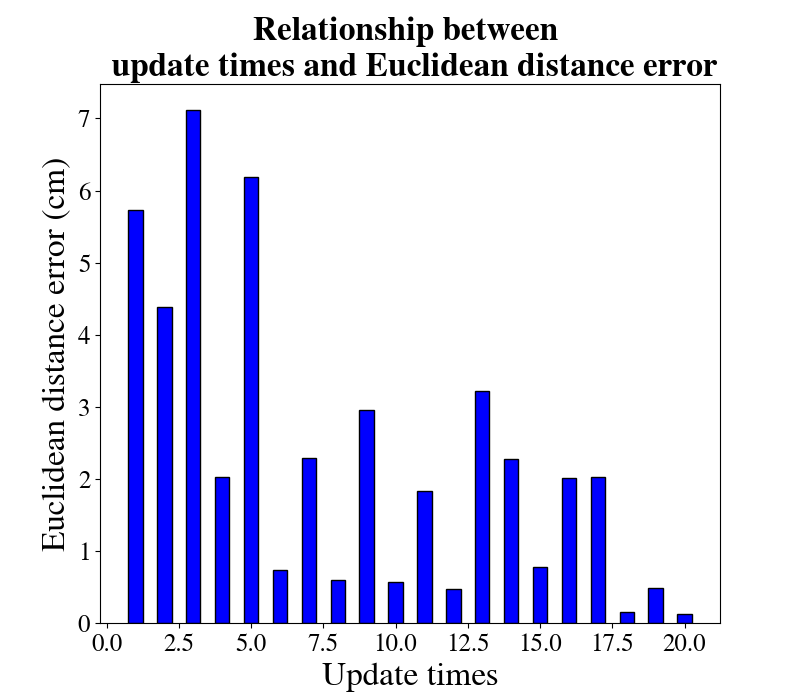 Relationship between
update times and Euclidean distance error
Euclidean distance error (cm)
7
6
5
4
3
2
1
0
0.0 2.5 5.0 7.5 10.0 12.5 15.0 17.5 20.0
Update times